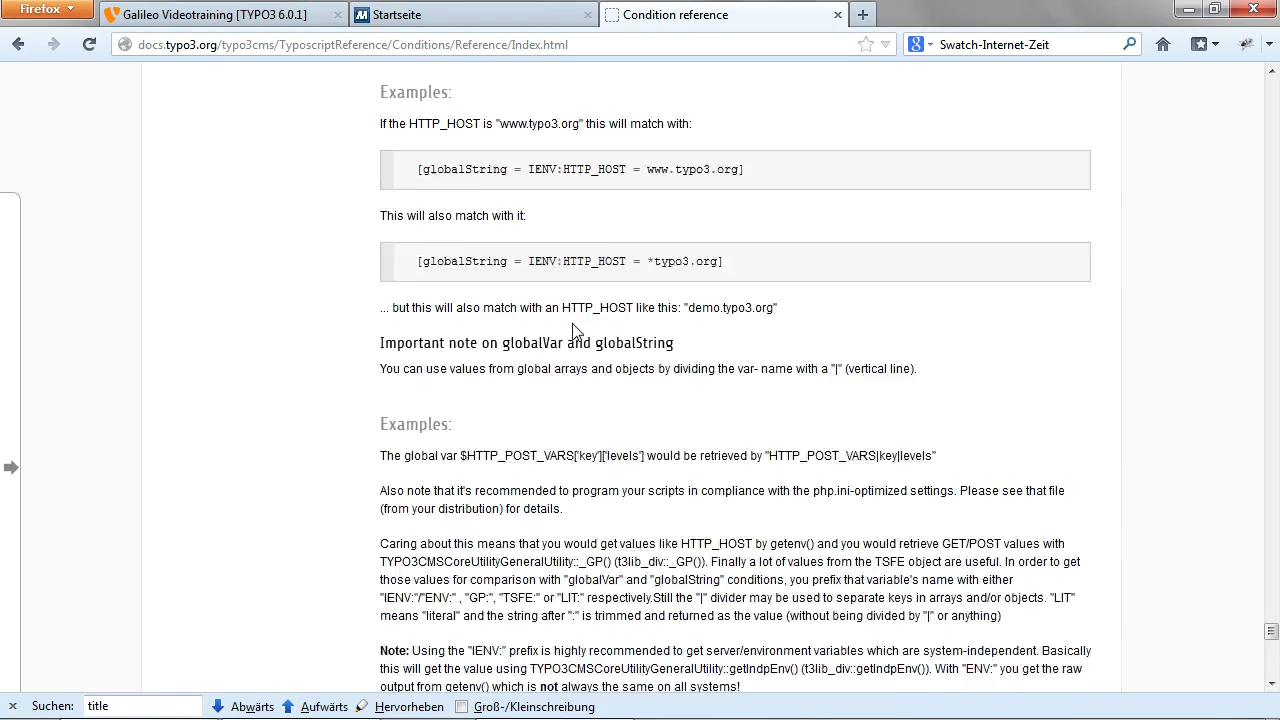 Firefox
Galileo Videotraining [TYPO3 6.0.1]
Startseite
Condition reference
docs.typo3.org/typo3cms/TyposcriptReference/Conditions/Reference/Index.html
Swatch-Internet-Zeit
Examples:
If the HTTP_HOST is "www.typo3.org" this will match with:
[globalString = IENV:HTTP_HOST = www.typo3.org]
This will also match with it:
[globalString = IENV:HTTP_HOST = *typo3.org]
... but this will also match with an HTTP_HOST like this: "demo.typo3.org"
Important note on globalVar and globalString
You can use values from global arrays and objects by dividing the var- name with a "|" (vertical line).
Examples:
The global var $HTTP_POST_VARS['key']['levels'] would be retrieved by "HTTP_POST_VARS|key|levels"
Also note that it's recommended to program your scripts in compliance with the php.ini-optimized settings. Please see that file
(from your distribution) for details.
Caring about this means that you would get values like HTTP_HOST by getenv() and you would retrieve GET/POST values with
TYPO3CMSCoreUtilityGeneralUtility::_GP() (t3lib_div::_GP()). Finally a lot of values from the TSFE object are useful. In order to get
those values for comparison with "globalVar" and "globalString" conditions, you prefix that variable's name with either
"IENV:"/"ENV:" , "GP:", "TSFE:" or "LIT:" respectively.Still the "|" divider may be used to separate keys in arrays and/or objects. "LIT"
means "literal" and the string after ":" is trimmed and returned as the value (without being divided by "|" or anything)
Note: Using the "IENV:" prefix is highly recommended to get server/environment variables which are system-independent. Basically
this will get the value using TYPO3CMSCoreUtilityGeneralUtility::getIndpEnv() (t3lib_div::getIndpEnv()). With "ENV:" you get the raw
output from getenv() which is not always the same on all systems!
Suchen: title Abwärts Aufwärts Hervorheben Groß-/Kleinschreibung